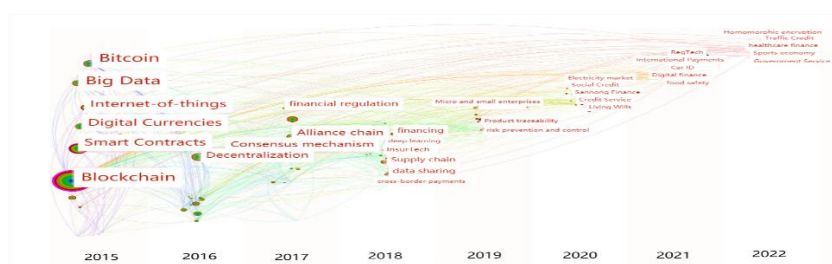 Homomorphic encryption
Traffic Credit
healthcare finance
Sports economy
Government Service
RegTech
International Payments
Car ID
Digital finance
food safety
Electricity market
Social Credit
Sannong Finance
Credit Service
Living Wills
Micro and small enterprises
Product traceability
risk prevention and control
Bitcoin
Big Data
Internet-of-things
financial regulation
Digital Currencies
Alliance chain
financing
Smart Contracts
Consensus mechanism
deep learning
Decentralization
InsurTech
Supply chain
Blockchain
data sharing
cross-border payments
2015 2016 2017 2018 2019 2020 2021 2022